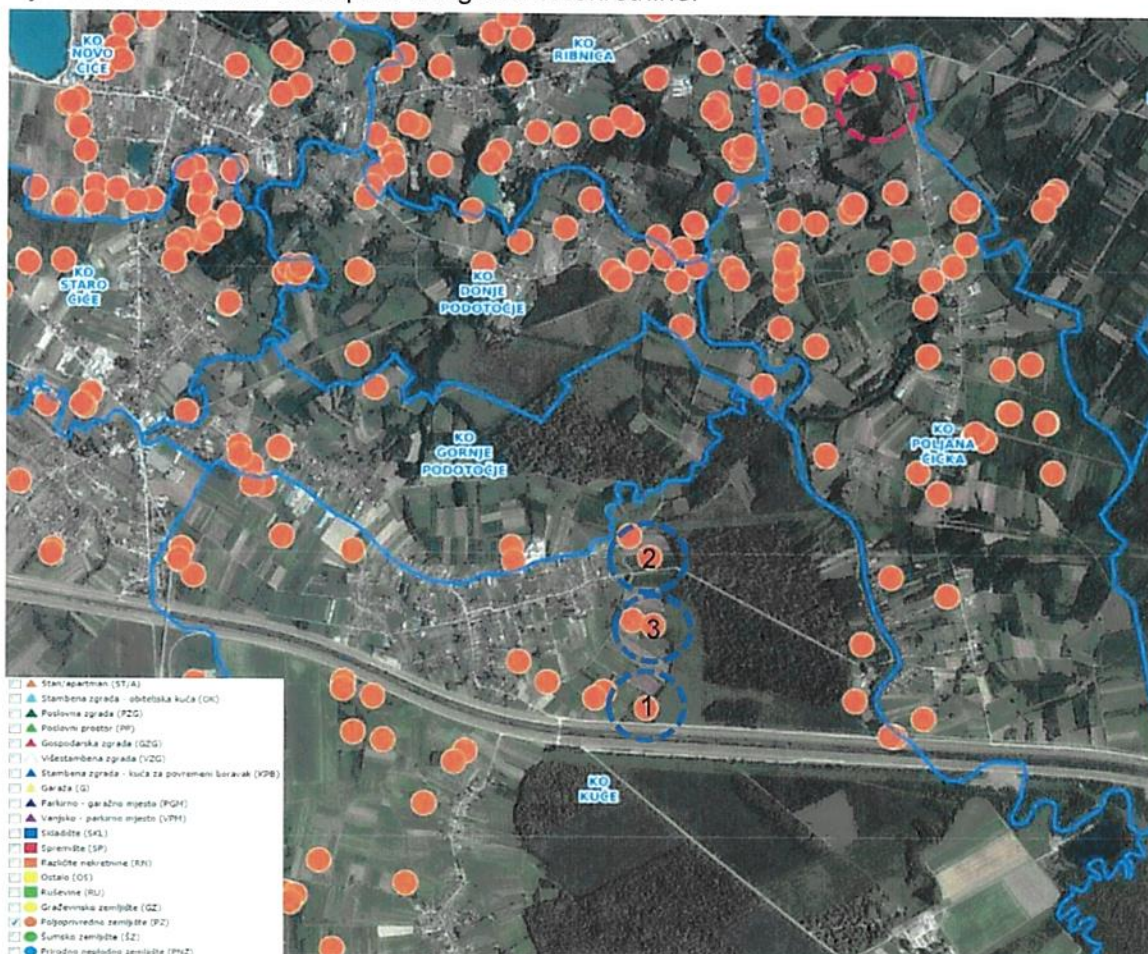 KO
NOVO
ČIČE
KO
RIBNICA
KO
STARO
ČIČE
KO
DONJE
PODOTOČJE
KO
GORNJE
PODOTOČJE
KO
POLJANA
ČIČKA
2
3
1
KO
KUČE
Stan/apartman (ST/A)
Stambena zgrada - obiteljska kuća (OK)
Poslovna zgrada (PZG)
Poslovni prostor (PP)
Gospodarska zgrada (GZG)
Višestambena zgrada (VZG)
Stambena zgrada - kuća za povremeni boravak (KPB)
Garaža (G)
Parkirno - garažno mjesto (PGM)
Vanjsko - parkirno mjesto (VPM)
Skladište (SKL)
Spremište (SP)
Različite nekretnine (RN)
Ostalo (OS)
Ruševine (RU)
Građevinsko zemljište (GZ)
Poljoprivredno zemljište (PZ)
Šumsko zemljište (ŠZ)
Prirodno neplodno zemljište (PNZ)